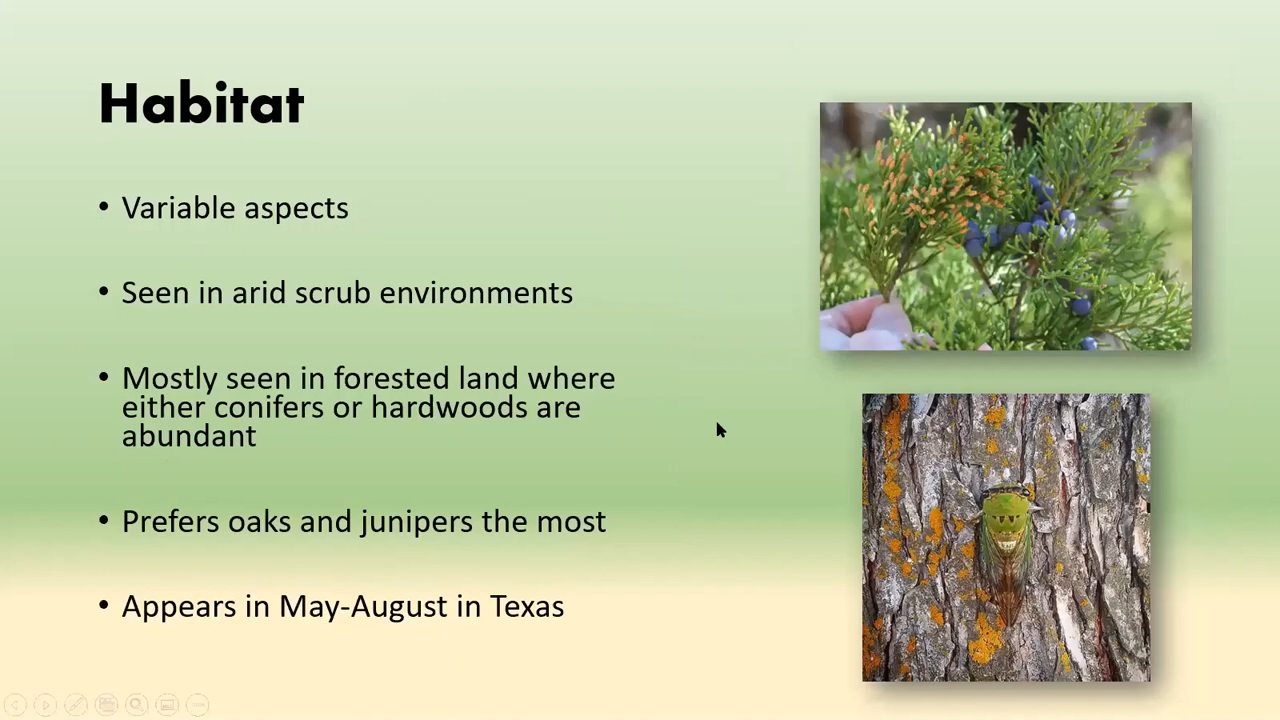 Habitat
• Variable aspects
• Seen in arid scrub environments
• Mostly seen in forested land where
either conifers or hardwoods are
abundant
• Prefers oaks and junipers the most
• Appears in May-August in Texas